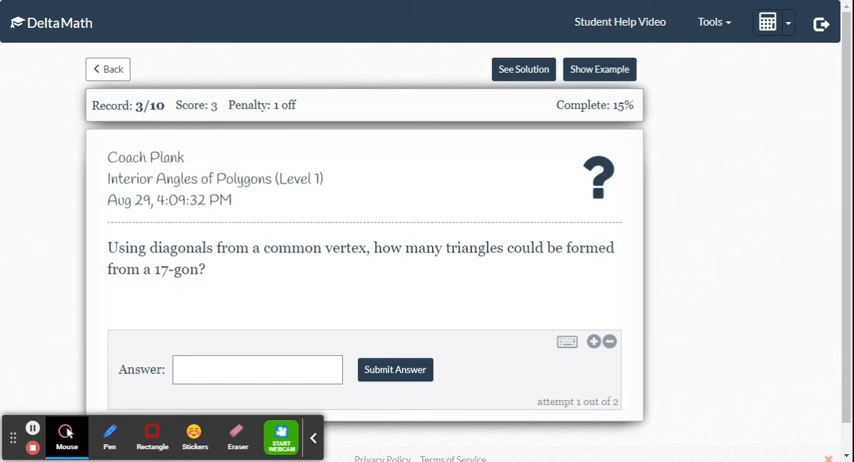 DeltaMath
Student Help Video
Tools
Back
See Solution
Show Example
Record: 3/10 Score: 3 Penalty: 1 off
Complete: 15%
Coach Plank
Interior Angles of Polygons (Level 1)
Aug 29, 4:09:32 PM
?
Using diagonals from a common vertex, how many triangles could be formed
from a 17-gon?
Answer:
Submit Answer
attempt 1 out of 2
Mouse
Pen
Rectangle
Stickers
Eraser
START
WEBCAM
Privacy Policy Terms of Service